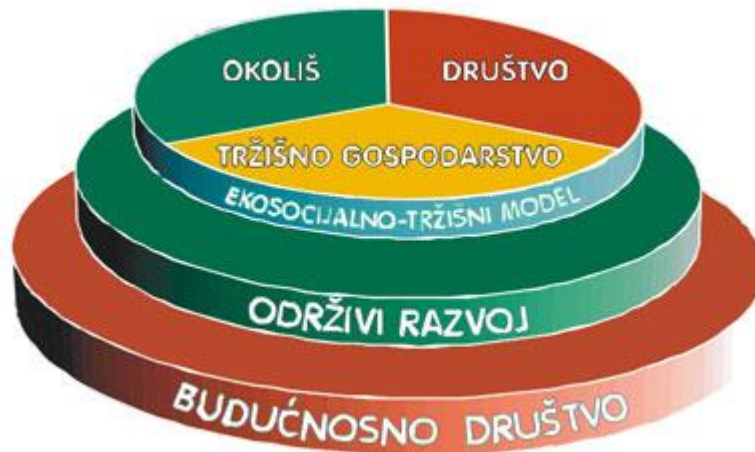 OKOLIŠ
DRUŠTVO
TRŽIŠNO GOSPODARSTVO
EKOSOCIJALNO-TRŽIŠNI MODEL
ODRŽIVI RAZVOJ
BUDUĆNOSNO DRUŠTVO